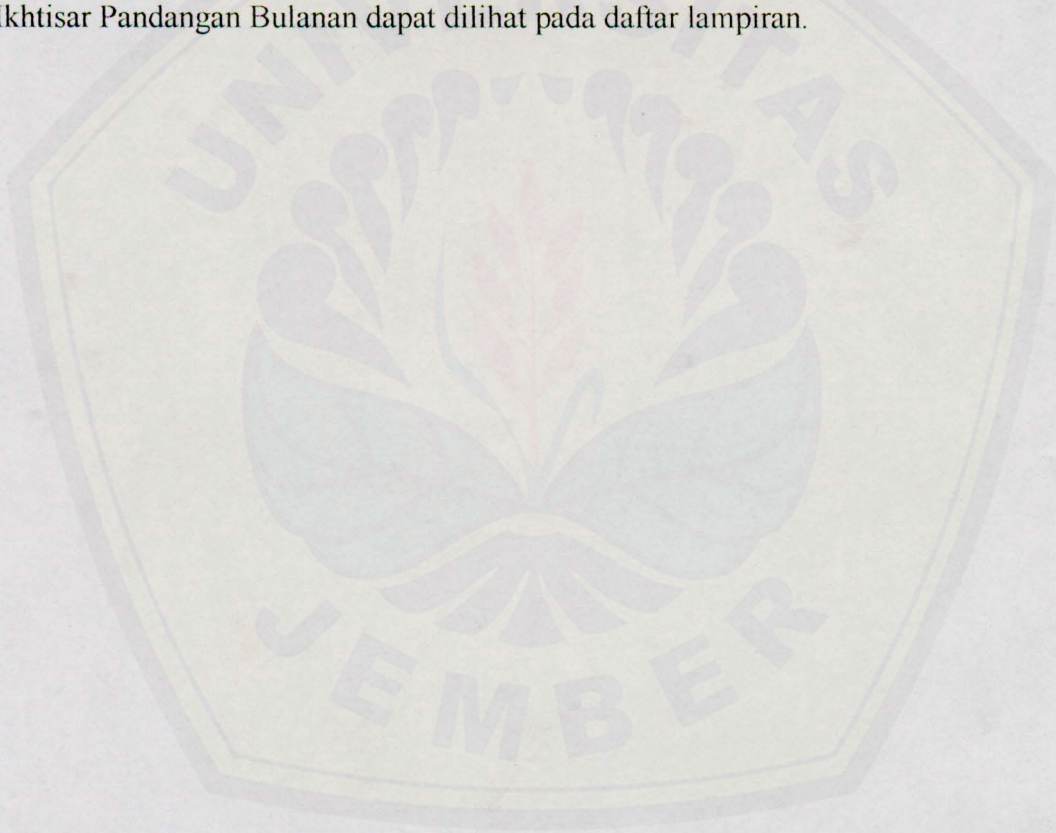 Ikhtisar Pandangan Bulanan dapat dilihat pada daftar lampiran.
UNIVERSITAS
JEMBER